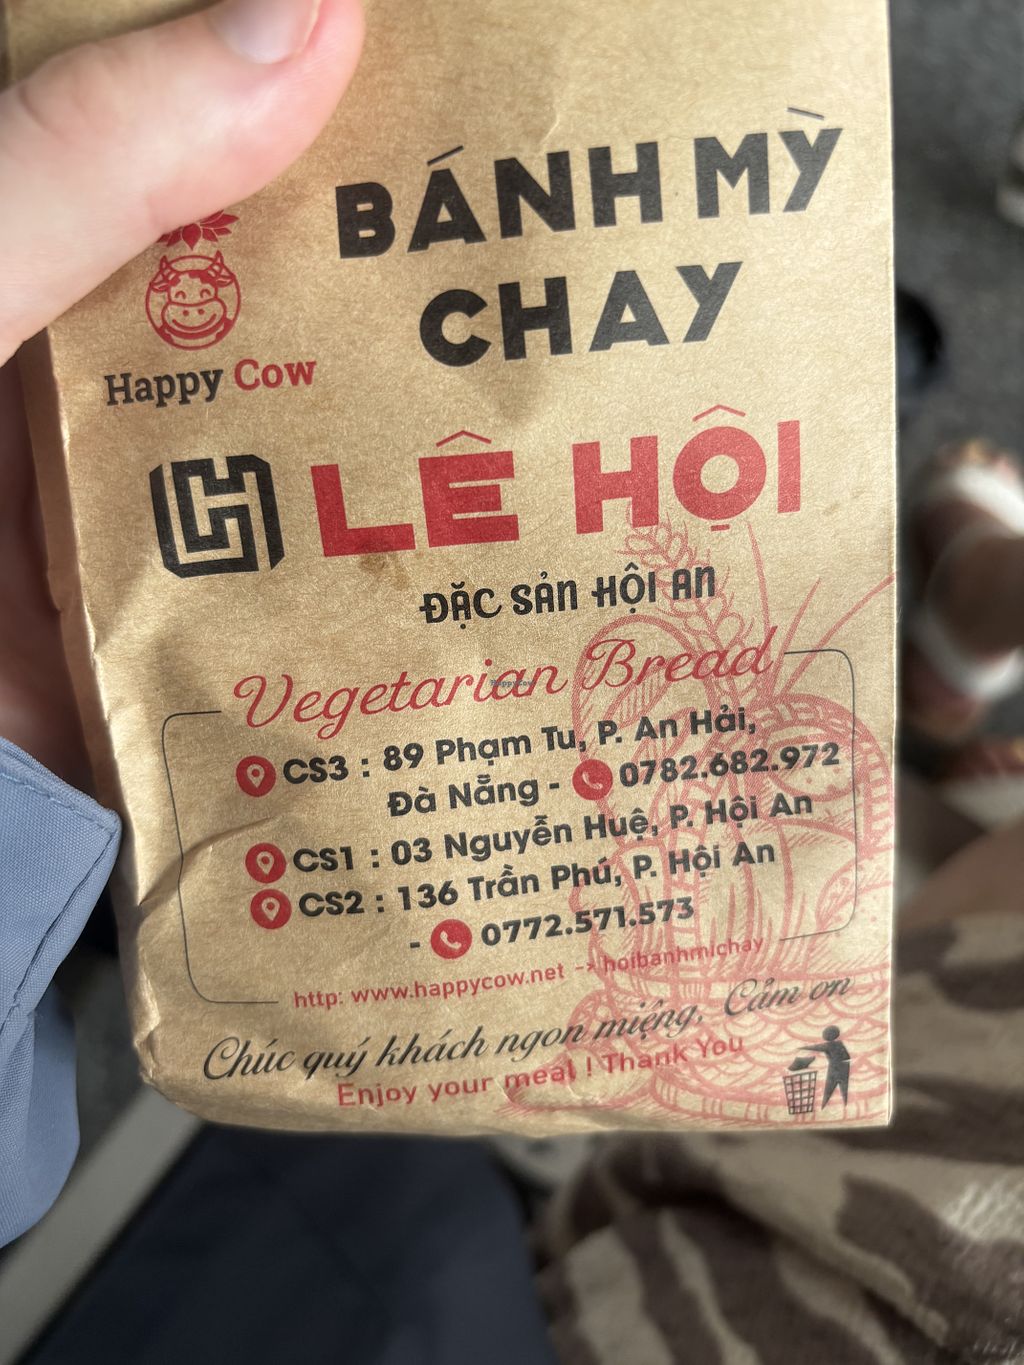 BÁNH MỲ
CHAY
Happy Cow
LH LÊ HỘI
ĐẶC SẢN HỘI AN
Vegetarian Bread
HappyCow
CS3 : 89 Phạm Tu, P. An Hải,
Đà Nẵng - 0782.682.972
CS1 : 03 Nguyễn Huệ, P. Hội An
CS2 : 136 Trần Phú, P. Hội An
- 0772.571.573
http: www.happycow.net -> hoibanhmichay
Chúc quý khách ngon miệng, Cảm ơn
Enjoy your meal ! Thank You